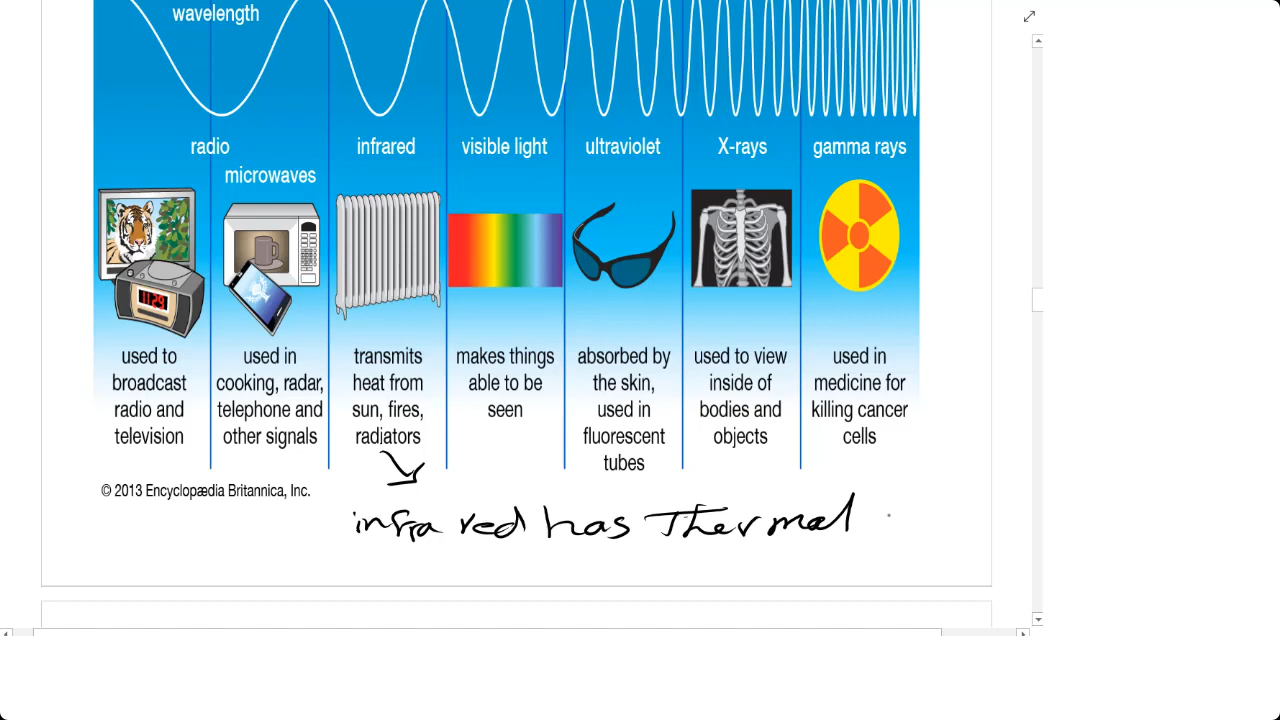 wavelength
radio
microwaves
infrared
visible light
ultraviolet
X-rays
gamma rays
11:29
used to
broadcast
radio and
television
used in
cooking, radar,
telephone and
other signals
transmits
heat from
sun, fires,
radiators
makes things
able to be
seen
absorbed by
the skin,
used in
fluorescent
tubes
used to view
inside of
bodies and
objects
used in
medicine for
killing cancer
cells
© 2013 Encyclopædia Britannica, Inc.
infra red has Thermal